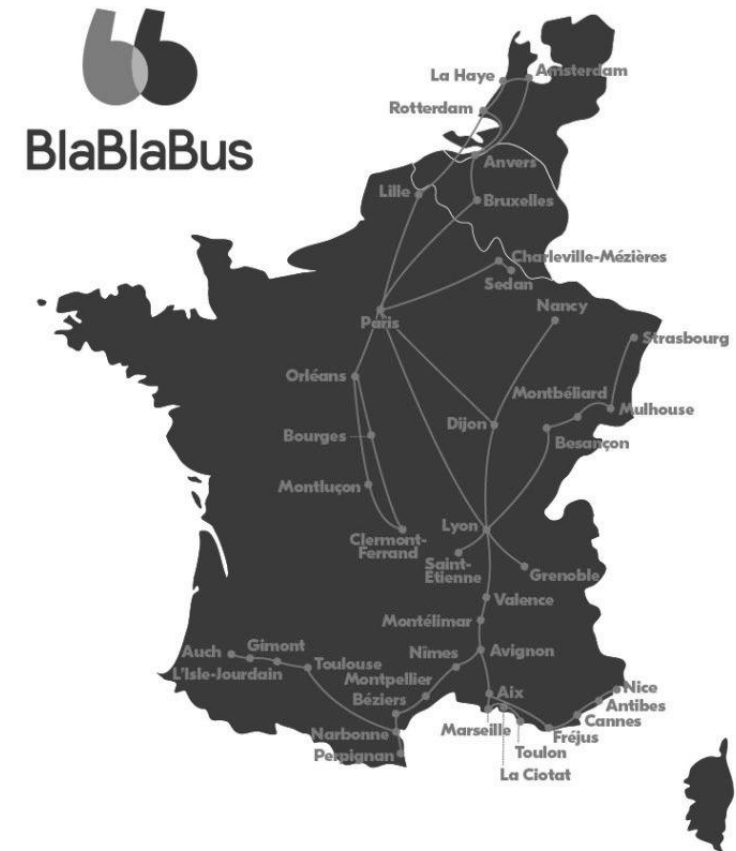 BlaBlaBus
La Haye
Amsterdam
Rotterdam
Anvers
Lille
Bruxelles
Charleville-Mézières
Sedan
Nancy
Paris
Strasbourg
Orléans
Montbéliard
Mulhouse
Dijon
Bourges
Besançon
Montluçon
Lyon
Clermont-
Ferrand
Saint-
Etienne
Grenoble
Valence
Montélimar
Auch
Gimont
Nîmes
Avignon
L'Isle-Jourdain
Toulouse
Montpellier
Béziers
Aix
Nice
Antibes
Cannes
Marseille
Fréjus
Narbonne
Toulon
Perpignan
La Ciotat